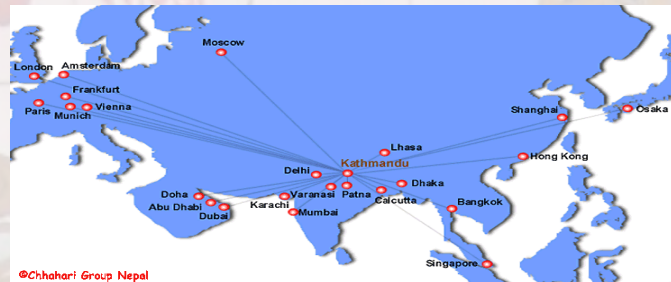 Moscow
London
Amsterdam
Frankfurt
Paris
Munich
Vienna
Shanghai
Osaka
Lhasa
Hong Kong
Kathmandu
Delhi
Doha
Varanasi
Patna
Dhaka
Abu Dhabi
Karachi
Calcutta
Bangkok
Dubai
Mumbai
Singapore
©Chhahari Group Nepal